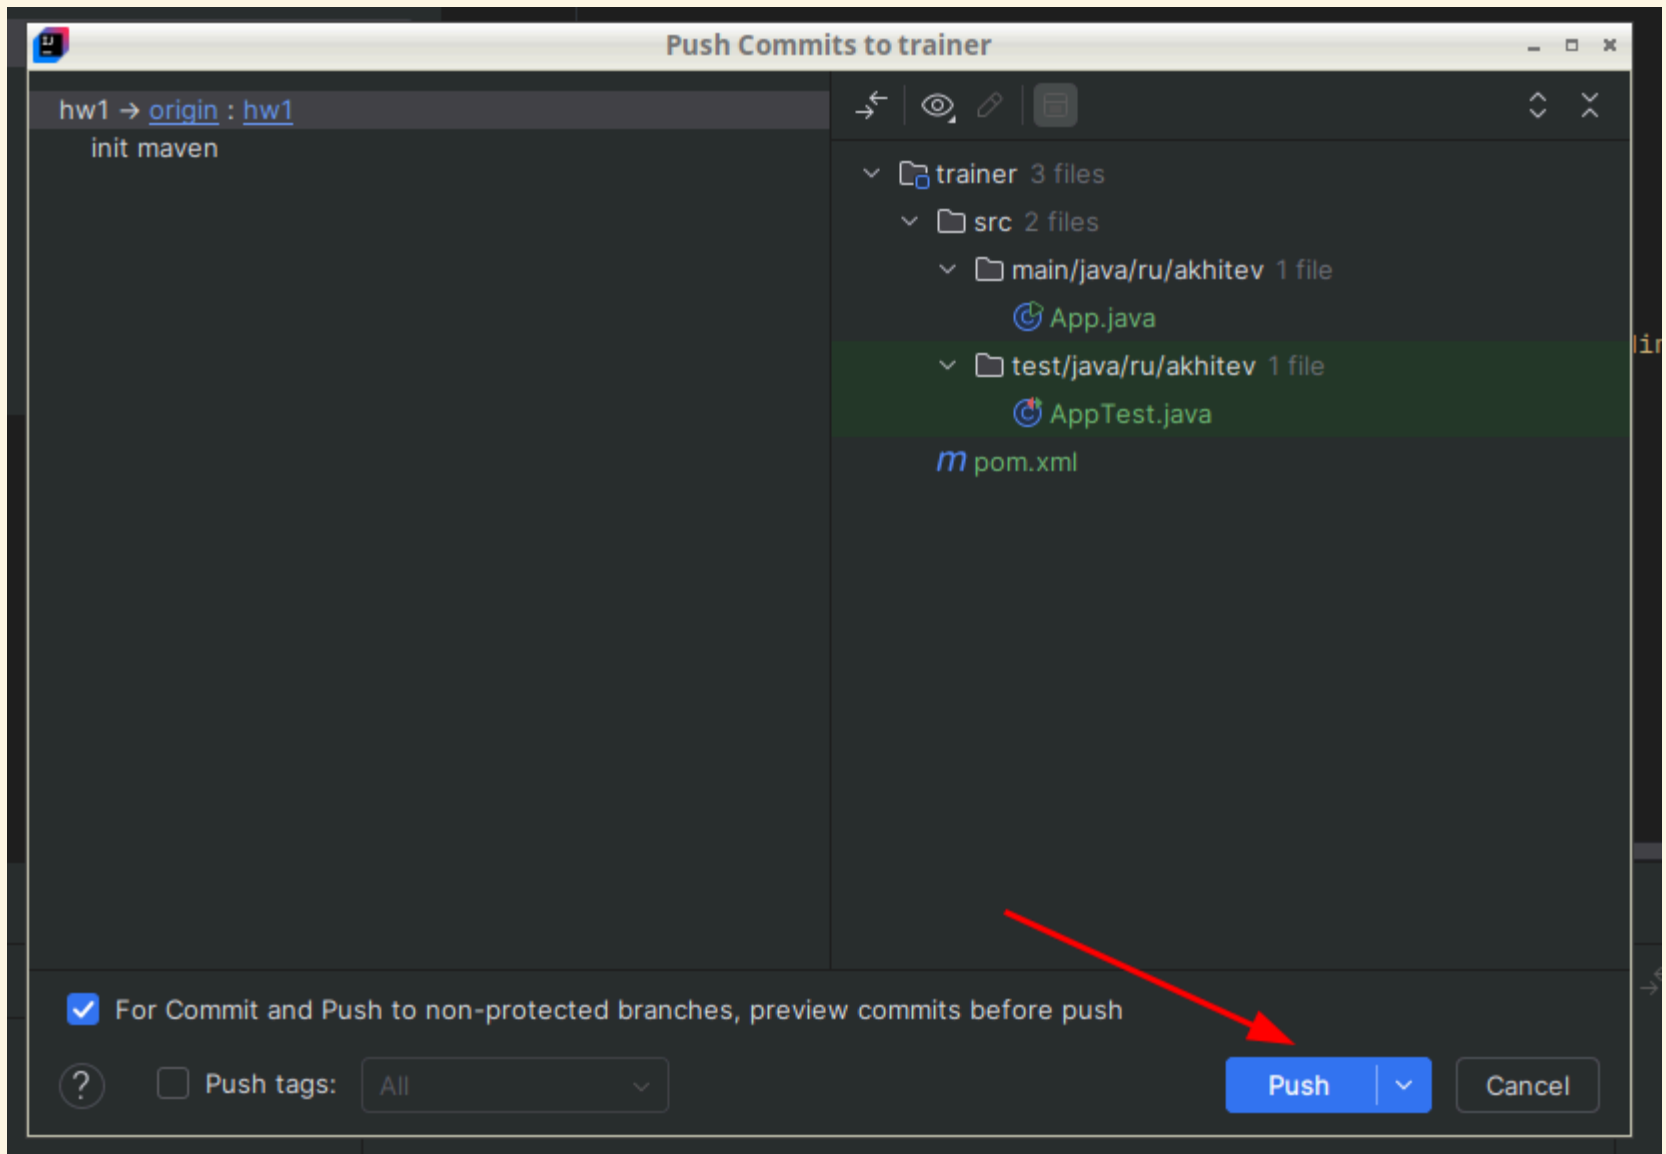 Push Commits to trainer
hw1 → origin : hw1
init maven
trainer 3 files
src 2 files
main/java/ru/akhitev 1 file
App.java
test/java/ru/akhitev 1 file
AppTest.java
pom.xml
For Commit and Push to non-protected branches, preview commits before push
? Push tags: All
Push
Cancel